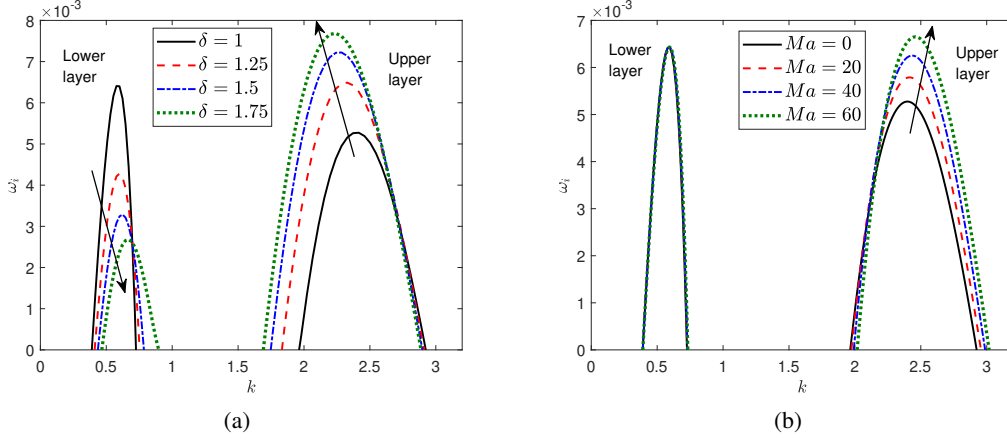 ×10⁻³
8
7
6
5
4
3
2
1
0
ωᵢ
Lower
layer
δ = 1
δ = 1.25
δ = 1.5
δ = 1.75
Upper
layer
0 0.5 1 1.5 2 2.5 3
k
(a)
×10⁻³
7
6
5
4
3
2
1
0
ωᵢ
Lower
layer
Ma = 0
Ma = 20
Ma = 40
Ma = 60
Upper
layer
0 0.5 1 1.5 2 2.5 3
k
(b)